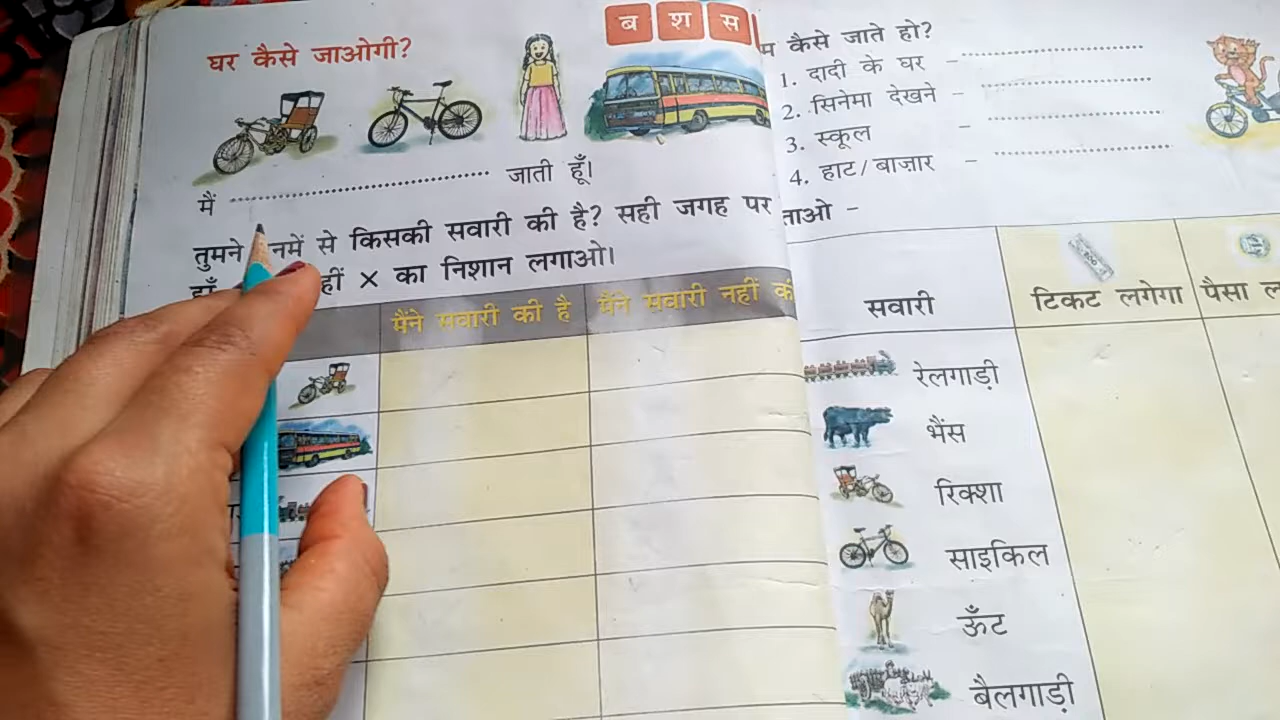 ब श स
घर कैसे जाओगी?
मैं .................................................. जाती हूँ।
तुमने से किसकी सवारी की है? सही जगह पर
हाँ × का निशान लगाओ।
मैंने सवारी की है मैंने सवारी नहीं की
कैसे जाते हो?
1. दादी के घर –
2. सिनेमा देखने –
3. स्कूल –
4. हाट / बाज़ार –
सवारी टिकट लगेगा पैसा
रेलगाड़ी
भैंस
रिक्शा
साइकिल
ऊँट
बैलगाड़ी